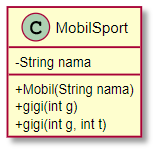 C MobilSport
-String nama
+Mobil(String nama)
+gigi(int g)
+gigi(int g, int t)